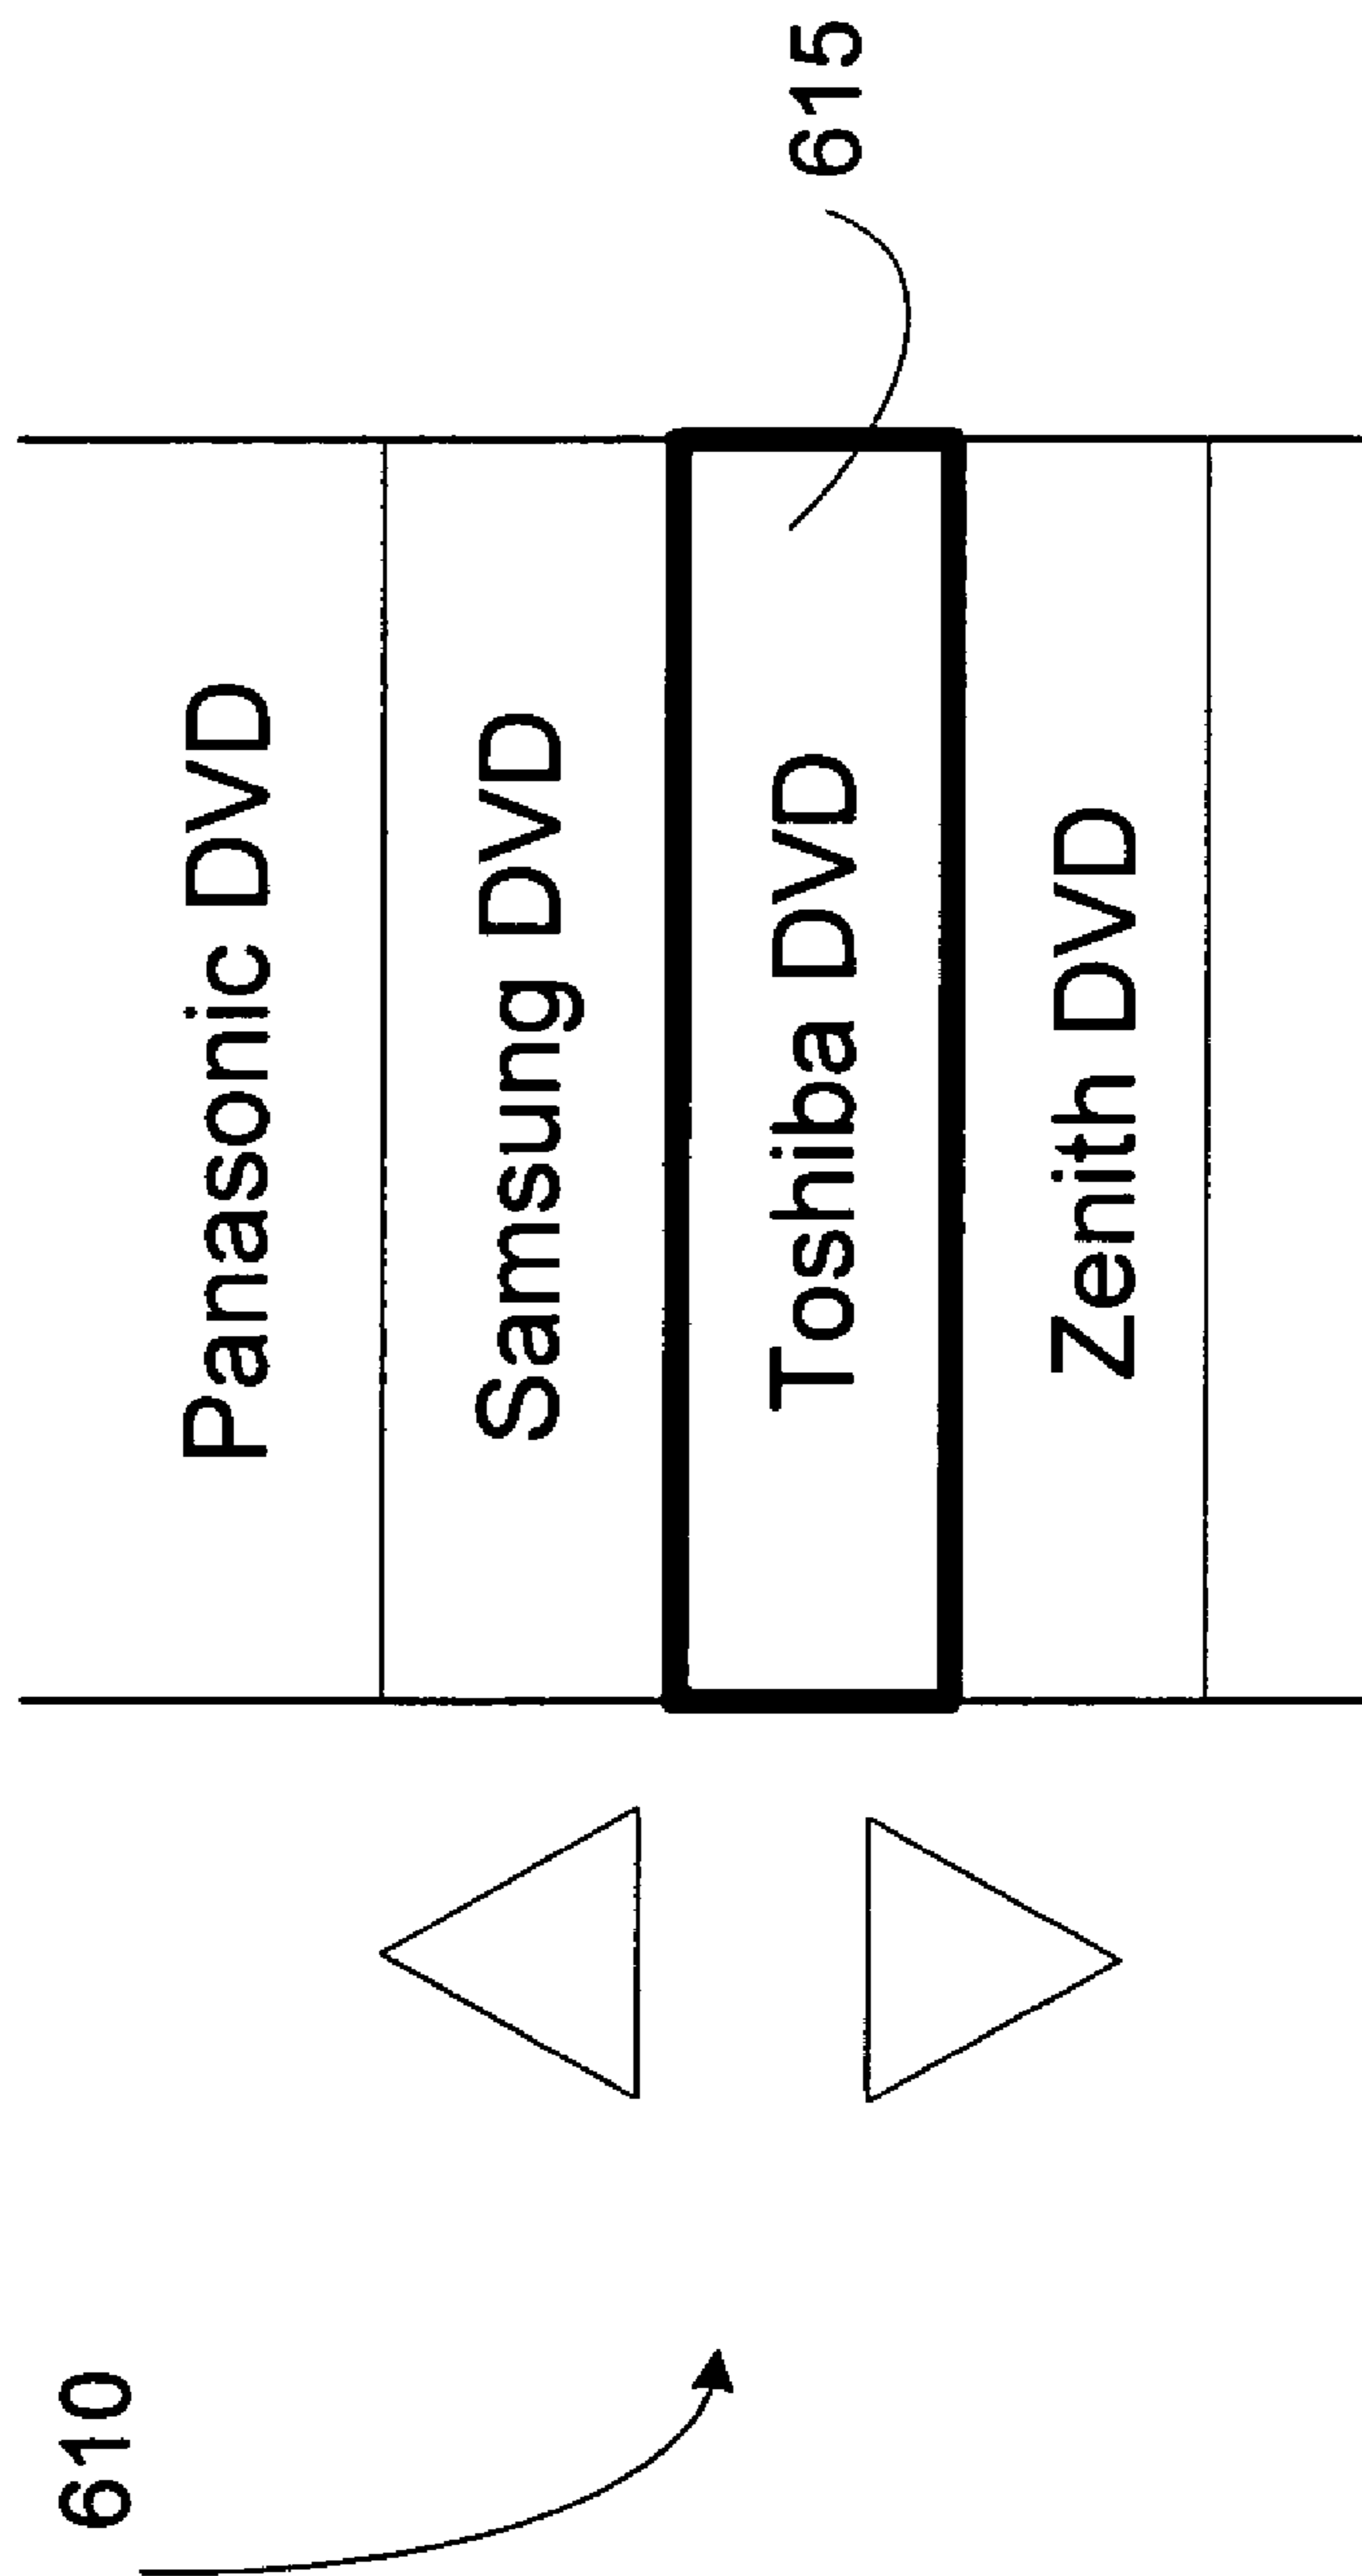 610
Panasonic DVD
Samsung DVD
Toshiba DVD
615
Zenith DVD